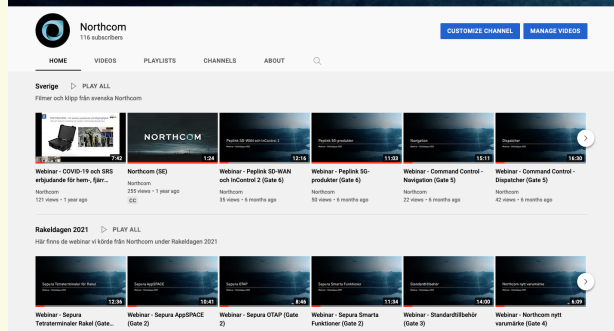 Northcom
116 subscribers
CUSTOMIZE CHANNEL
MANAGE VIDEOS
HOME
VIDEOS
PLAYLISTS
CHANNELS
ABOUT
Sverige
PLAY ALL
Filmer och klipp från svenska Northcom
7:42
NORTHCOM
1:24
Peplink SD-WAN och InControl 2
12:16
Peplink 5G-produkter
11:03
Navigation
15:11
Dispatcher
16:30
Webinar - COVID-19 och SRS
erbjudande för hem-, fjärr...
Northcom
121 views • 1 year ago
Northcom (SE)
Northcom
255 views • 1 year ago
CC
Webinar - Peplink SD-WAN
och InControl 2 (Gate 6)
Northcom
35 views • 6 months ago
Webinar - Peplink 5G-
produkter (Gate 6)
Northcom
50 views • 6 months ago
Webinar - Command Control -
Navigation (Gate 5)
Northcom
22 views • 6 months ago
Webinar - Command Control -
Dispatcher (Gate 5)
Northcom
42 views • 6 months ago
Rakeldagen 2021
PLAY ALL
Här finns de webinar vi körde från Northcom under Rakeldagen 2021
Sepura Tetraterminaler för Rakel
12:36
Sepura AppSPACE
10:41
Sepura OTAP
8:46
Sepura Smarta Funktioner
11:34
Standardtillbehör
14:00
Northcom nytt varumärke
6:09
Webinar - Sepura
Tetraterminaler Rakel (Gate...
Webinar - Sepura AppSPACE
(Gate 2)
Webinar - Sepura OTAP (Gate
2)
Webinar - Sepura Smarta
Funktioner (Gate 2)
Webinar - Standardtillbehör
(Gate 3)
Webinar - Northcom nytt
varumärke (Gate 4)